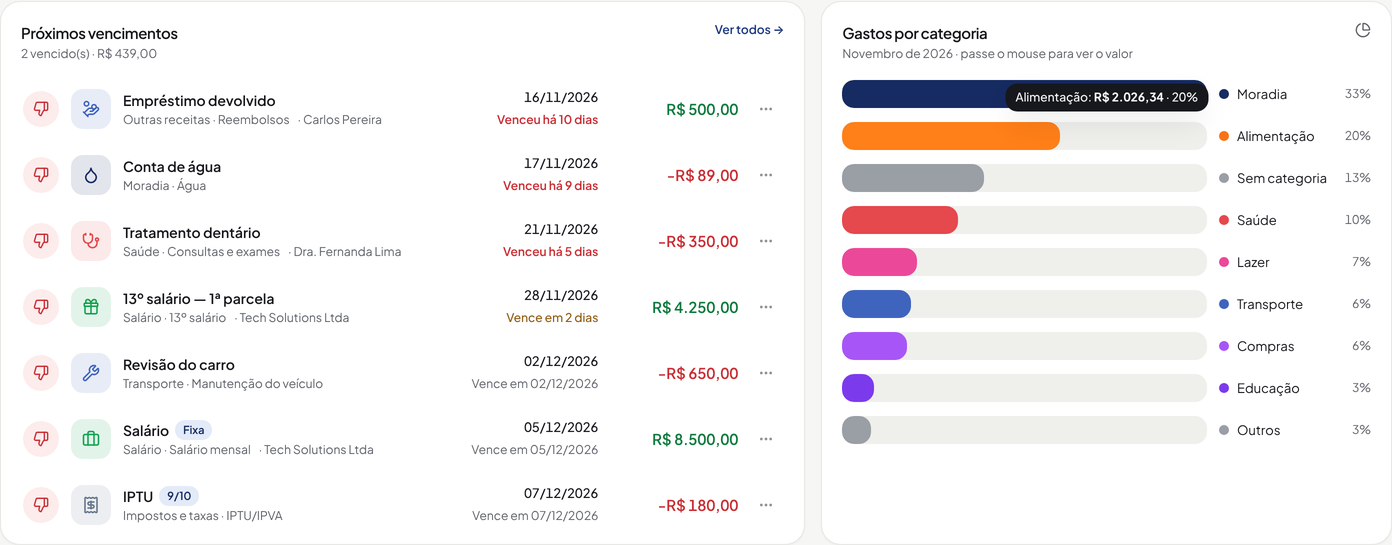 Próximos vencimentos
Ver todos →
2 vencido(s) · R$ 439,00
Empréstimo devolvido
16/11/2026
R$ 500,00
Outras receitas · Reembolsos · Carlos Pereira
Venceu há 10 dias
Conta de água
17/11/2026
-R$ 89,00
Moradia · Água
Venceu há 9 dias
Tratamento dentário
21/11/2026
-R$ 350,00
Saúde · Consultas e exames · Dra. Fernanda Lima
Venceu há 5 dias
13º salário — 1ª parcela
28/11/2026
R$ 4.250,00
Salário · 13º salário · Tech Solutions Ltda
Vence em 2 dias
Revisão do carro
02/12/2026
-R$ 650,00
Transporte · Manutenção do veículo
Vence em 02/12/2026
Salário Fixa
05/12/2026
R$ 8.500,00
Salário · Salário mensal · Tech Solutions Ltda
Vence em 05/12/2026
IPTU 9/10
07/12/2026
-R$ 180,00
Impostos e taxas · IPTU/IPVA
Vence em 07/12/2026
Gastos por categoria
Novembro de 2026 · passe o mouse para ver o valor
Alimentação: R$ 2.026,34 · 20%
Moradia 33%
Alimentação 20%
Sem categoria 13%
Saúde 10%
Lazer 7%
Transporte 6%
Compras 6%
Educação 3%
Outros 3%